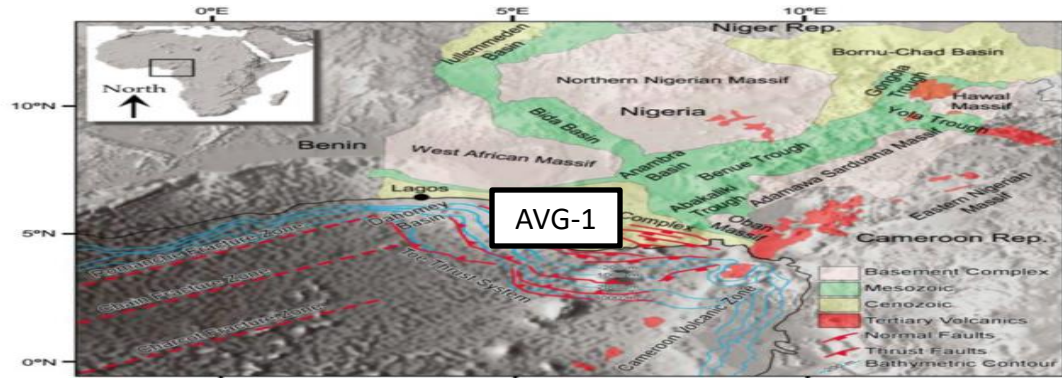 0°E 5°E 10°E
Niger Rep.
Iullemmeden
Basin
Bornu-Chad Basin
Northern Nigerian Massif
Gongola
Trough
North
10°N
Nigeria
Hawal
Massif
Bida Basin
Yola Trough
Benin
West African Massif
Anambra
Basin
Benue Trough
Adamawa Sarduana Massif
Lagos
Abakaliki
Trough
Eastern Nigerian
Massif
AVG-1
Complex
Oban
Massif
Dahomey
Basin
5°N
Cameroon Rep.
Romanche Fracture Zone
Chain Fracture Zone
Charcot Fracture Zone
Thrust System
Cameroon Volcanic Zone
Basement Complex
Mesozoic
Cenozoic
Tertiary Volcanics
Normal Faults
Thrust Faults
Bathymetric Contour
0°N